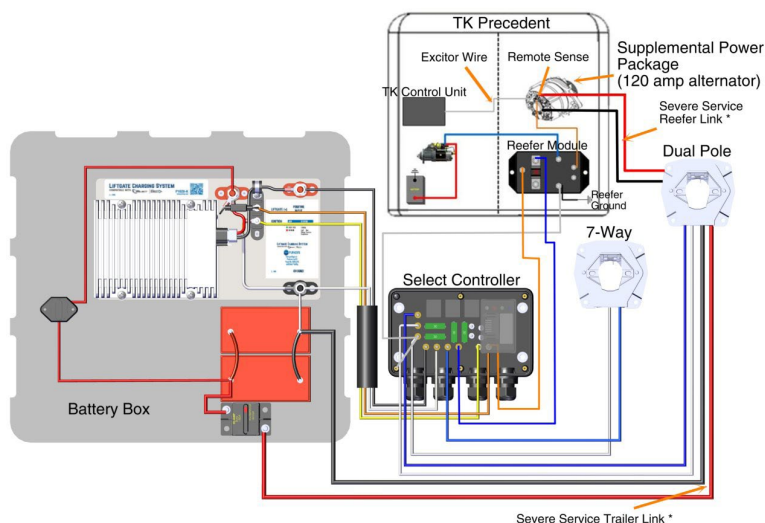 TK Precedent
Excitor Wire
Remote Sense
Supplemental Power
Package
(120 amp alternator)
TK Control Unit
Severe Service
Reefer Link *
Dual Pole
Reefer Module
Reefer
Ground
LIFTGATE CHARGING SYSTEM
7-Way
Select Controller
Battery Box
Severe Service Trailer Link *